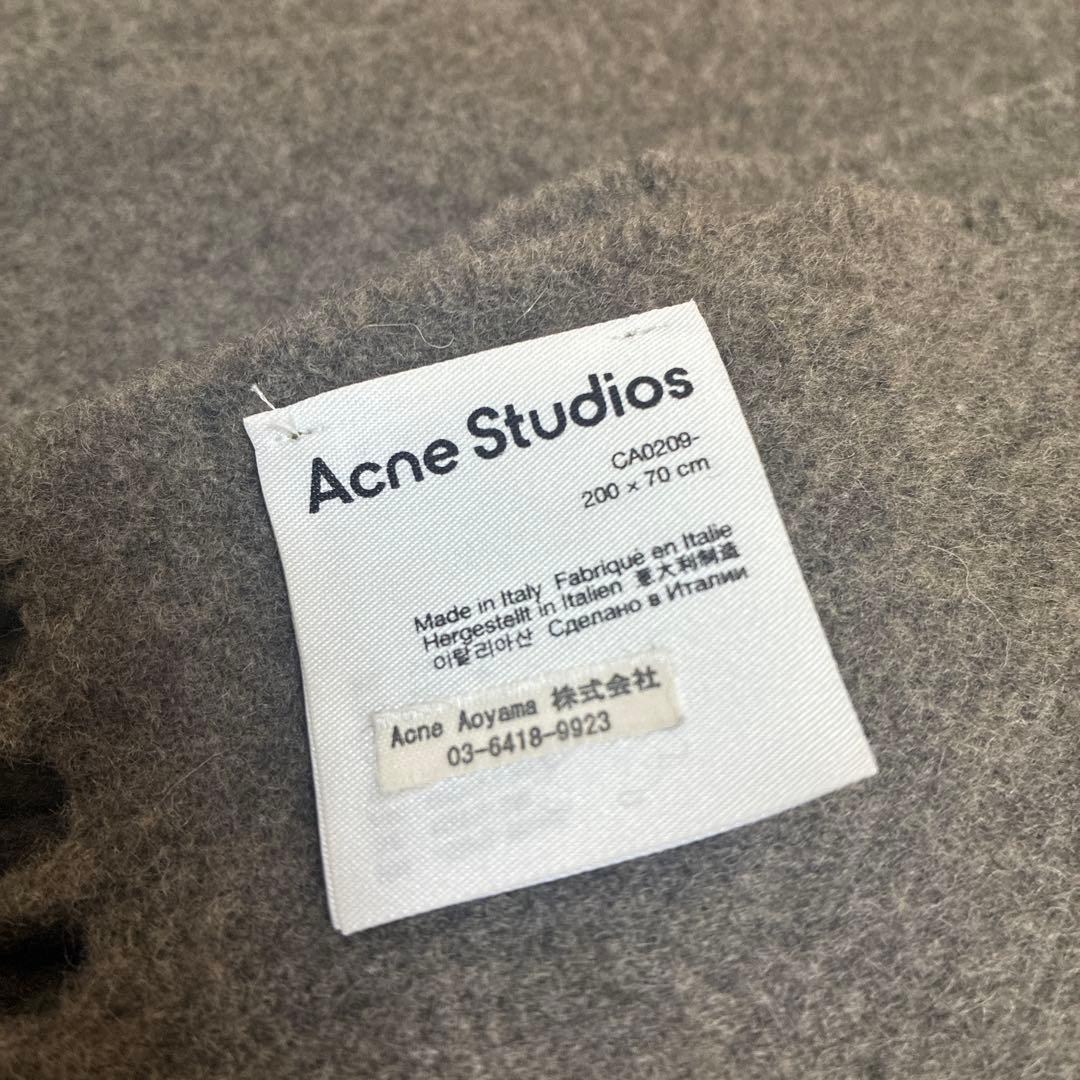 Acne Studios
CA0209-
200 x 70 cm
Made in Italy Fabriqué en Italie
Hergestellt in Italien 意大利制造
이탈리아산 Сделано в Италии
Acne Aoyama 株式会社
03-6418-9923